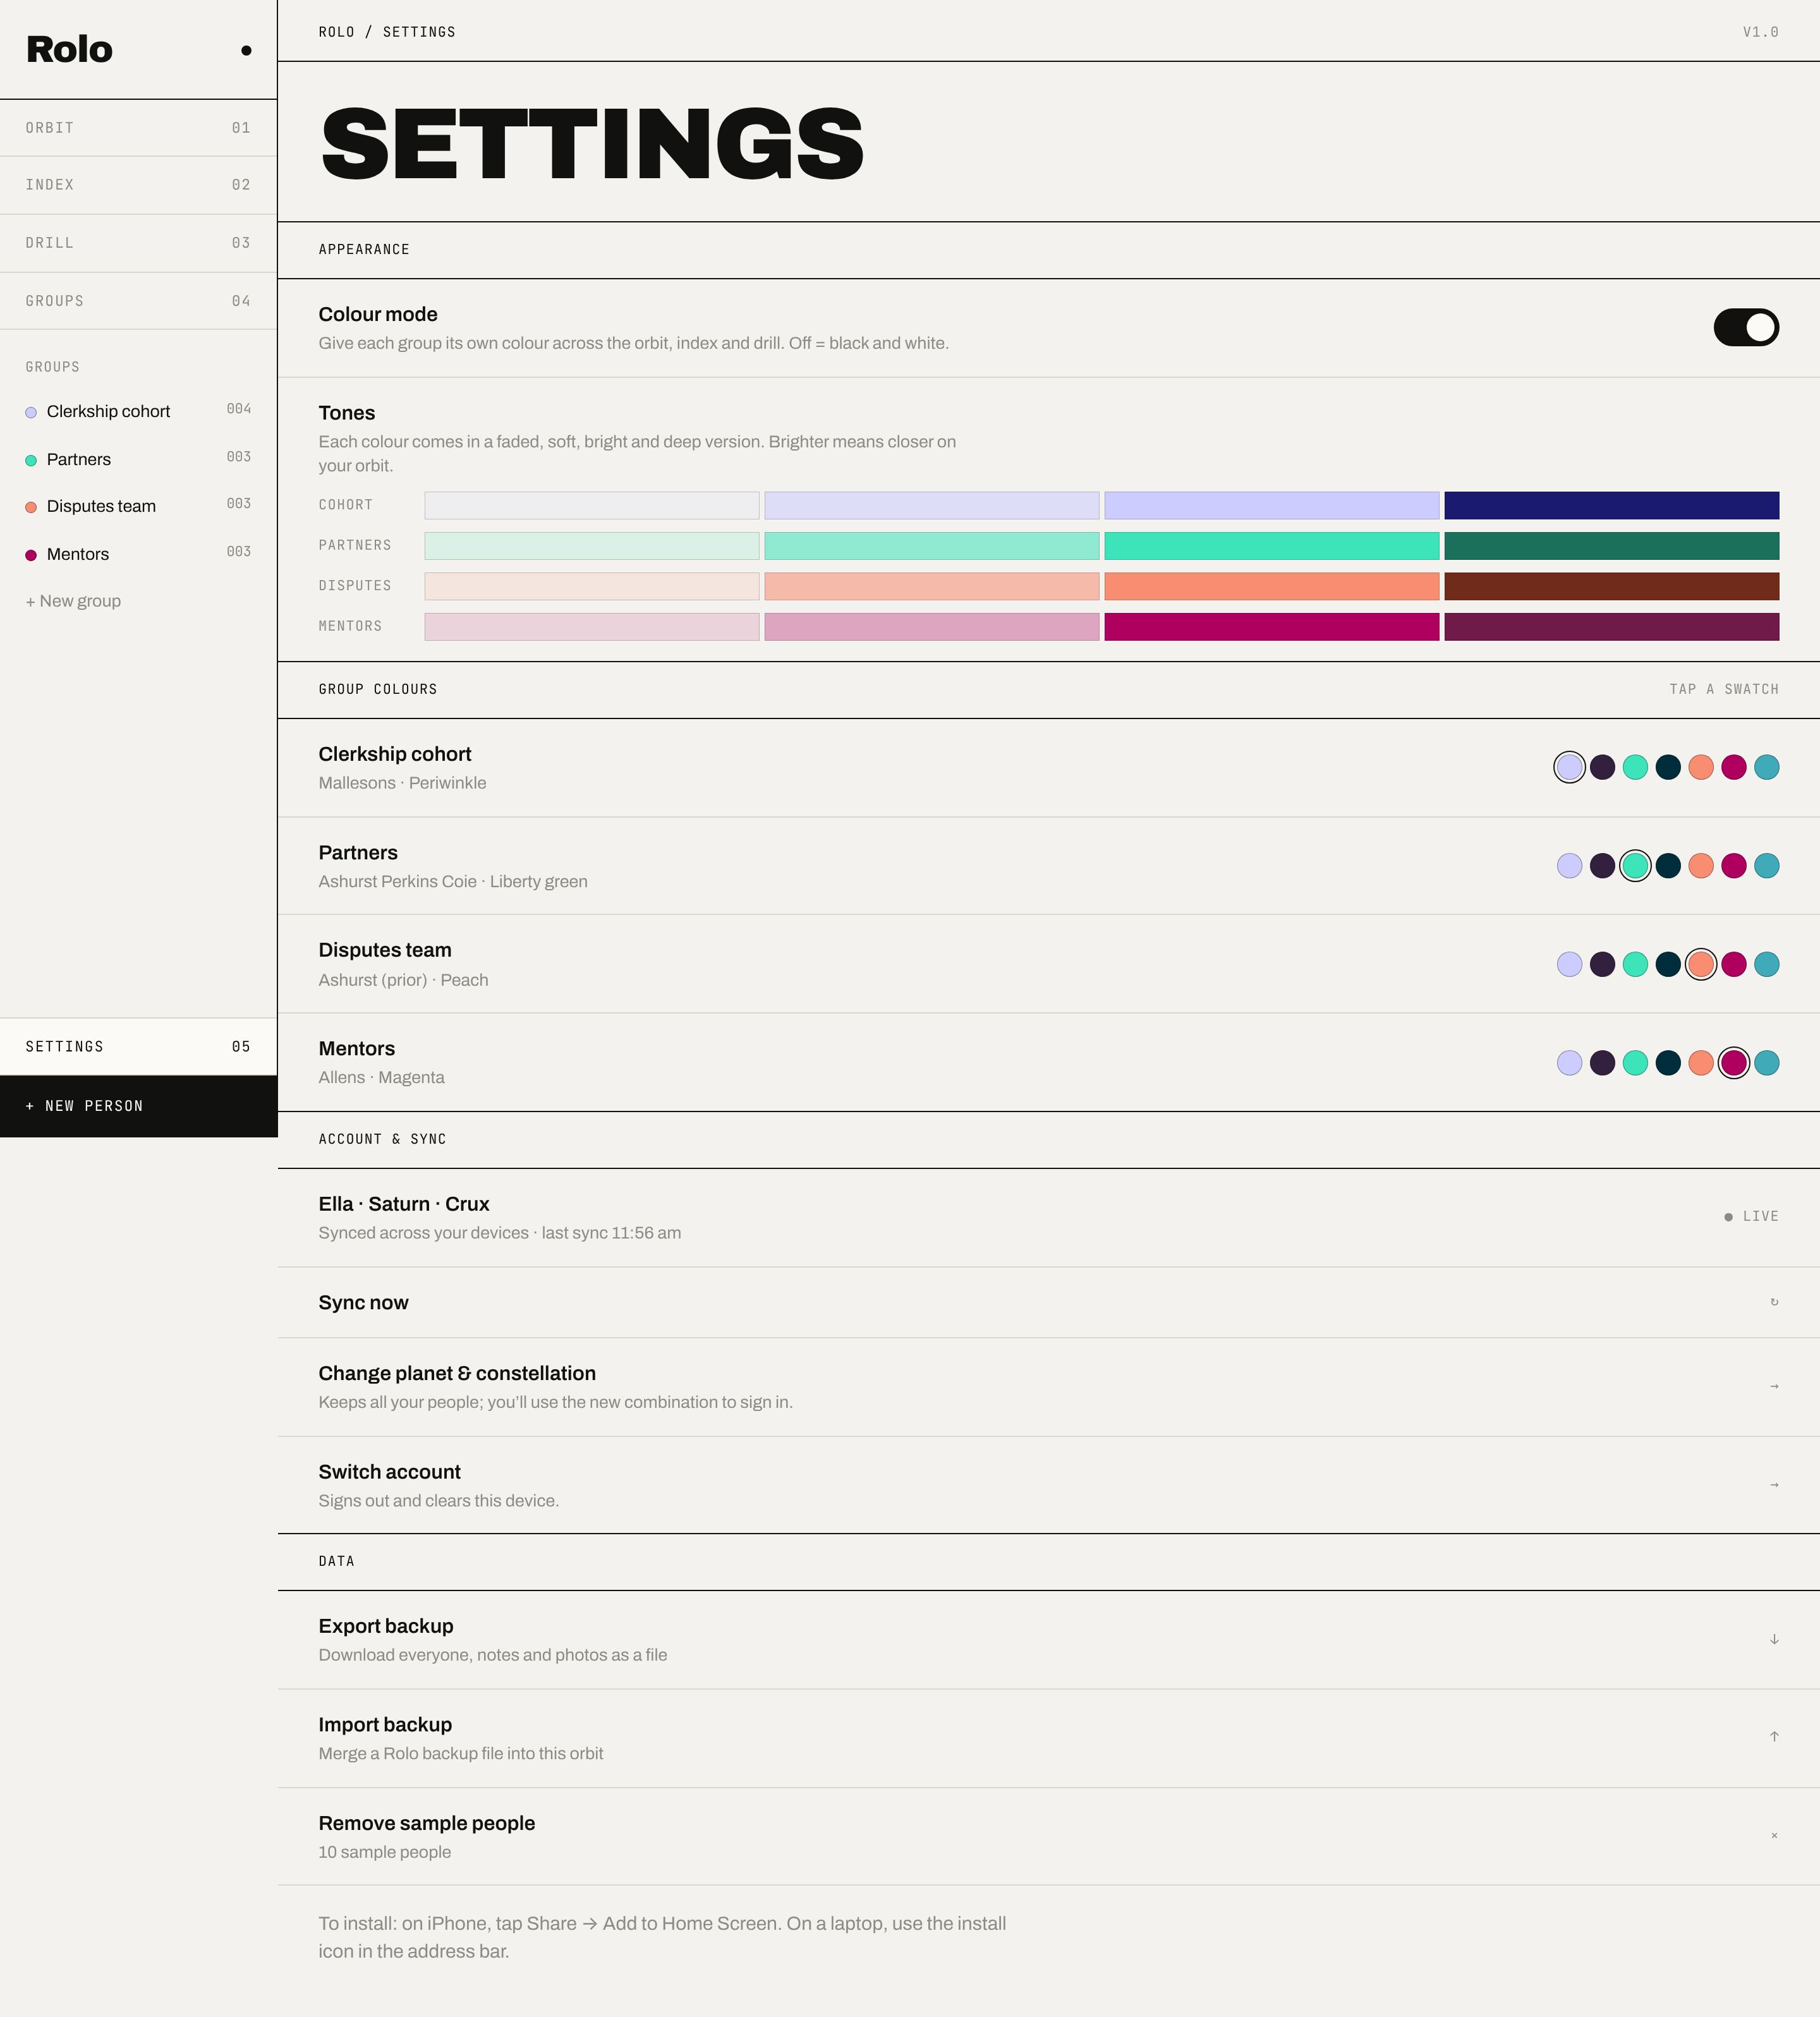 Rolo
ORBIT 01
INDEX 02
DRILL 03
GROUPS 04
GROUPS
Clerkship cohort 004
Partners 003
Disputes team 003
Mentors 003
+ New group
SETTINGS 05
+ NEW PERSON
ROLO / SETTINGS V1.0
SETTINGS
APPEARANCE
Colour mode
Give each group its own colour across the orbit, index and drill. Off = black and white.
Tones
Each colour comes in a faded, soft, bright and deep version. Brighter means closer on
your orbit.
COHORT
PARTNERS
DISPUTES
MENTORS
GROUP COLOURS TAP A SWATCH
Clerkship cohort
Mallesons · Periwinkle
Partners
Ashurst Perkins Coie · Liberty green
Disputes team
Ashurst (prior) · Peach
Mentors
Allens · Magenta
ACCOUNT & SYNC
Ella · Saturn · Crux
Synced across your devices · last sync 11:56 am
● LIVE
Sync now ↻
Change planet & constellation
Keeps all your people; you’ll use the new combination to sign in.
→
Switch account
Signs out and clears this device.
→
DATA
Export backup
Download everyone, notes and photos as a file
↓
Import backup
Merge a Rolo backup file into this orbit
↑
Remove sample people
10 sample people
×
To install: on iPhone, tap Share → Add to Home Screen. On a laptop, use the install
icon in the address bar.